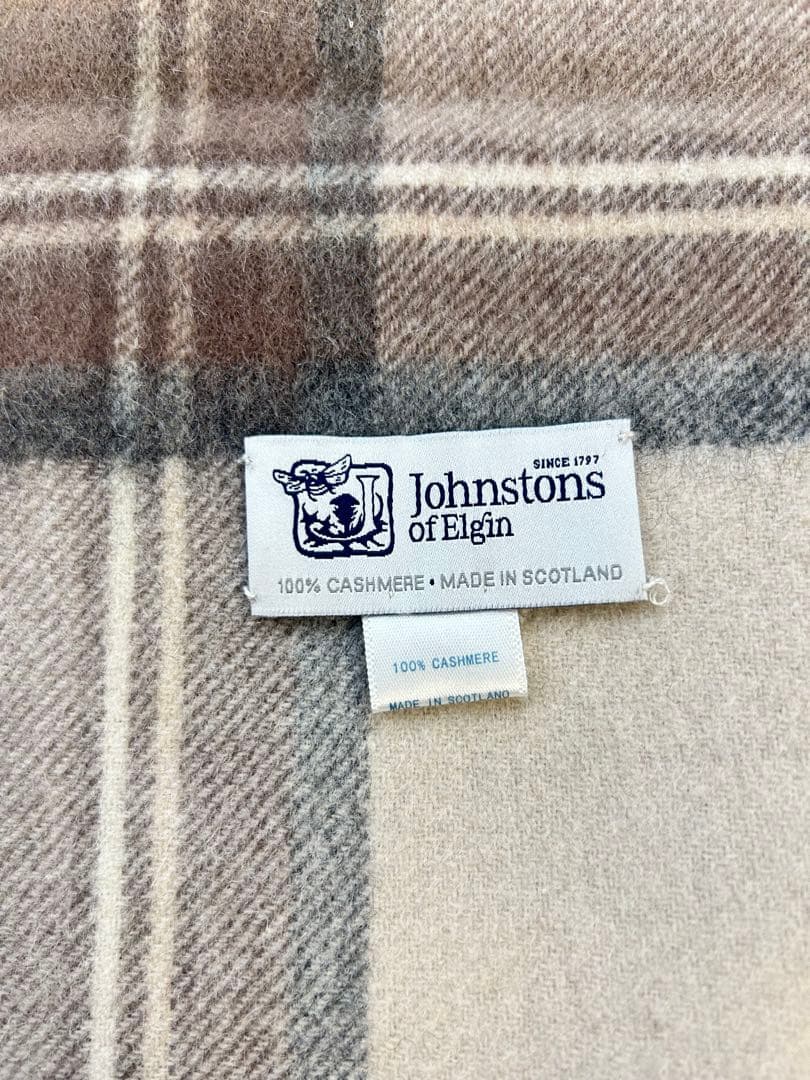 SINCE 1797
Johnstons
of Elgin
100% CASHMERE • MADE IN SCOTLAND
100% CASHMERE
MADE IN SCOTLAND